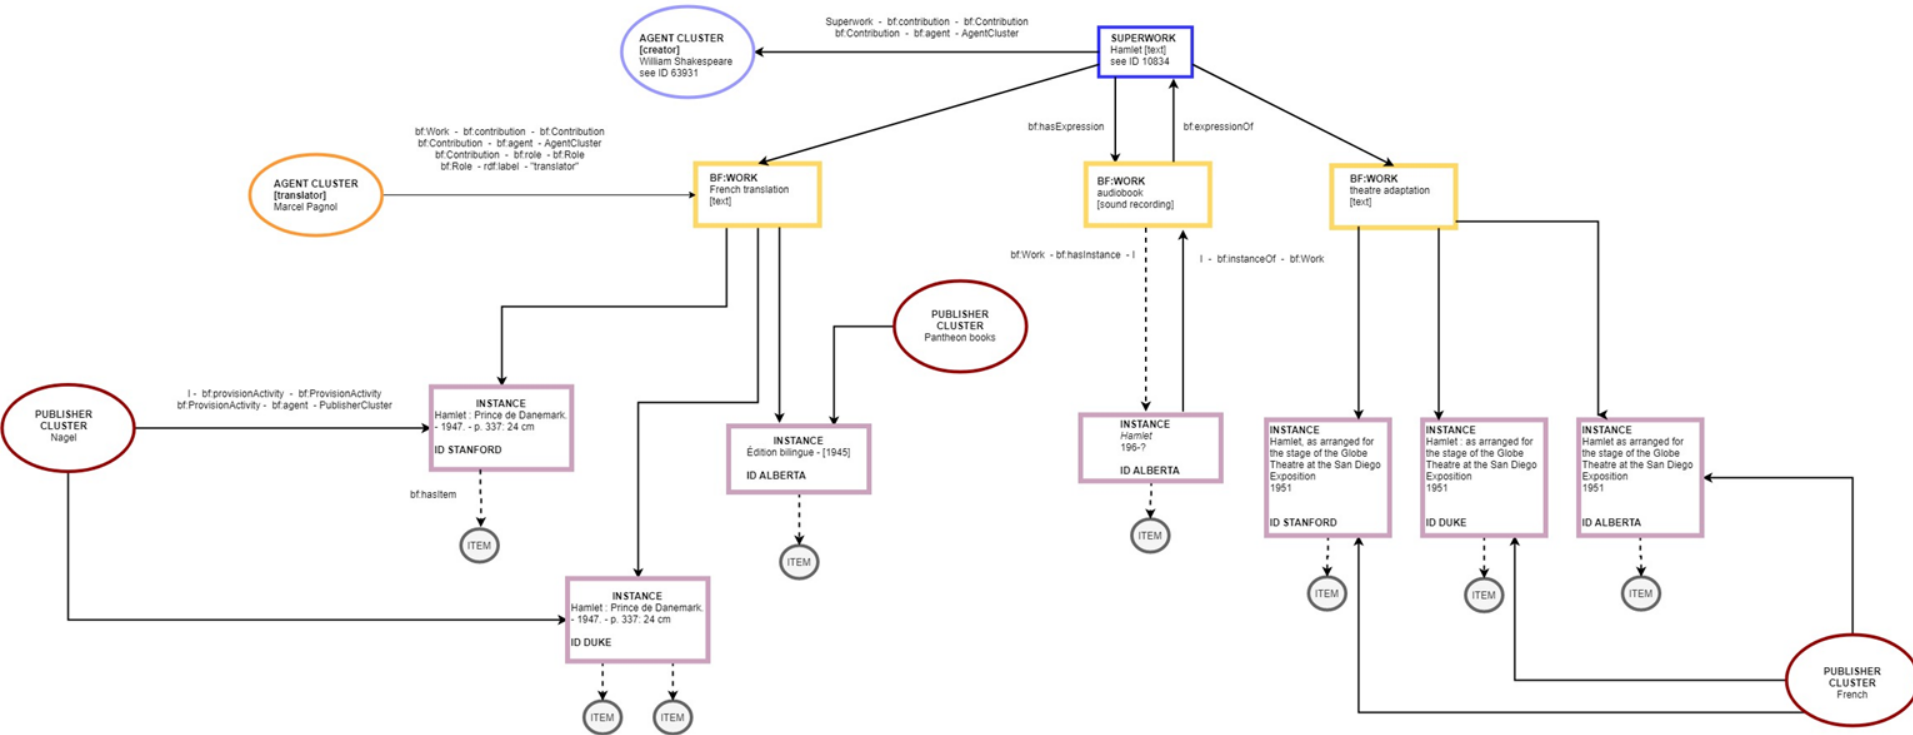 Superwork - bf:contribution - bf:Contribution
bf:Contribution - bf:agent - AgentCluster
AGENT CLUSTER
[creator]
William Shakespeare
see ID 63931
SUPERWORK
Hamlet [text]
see ID 10834
bf:Work - bf:contribution - bf:Contribution
bf:Contribution - bf:agent - AgentCluster
bf:Contribution - bf:role - bf:Role
bf:Role - rdf:label - "translator"
bf:hasExpression
bf:expressionOf
AGENT CLUSTER
[translator]
Marcel Pagnol
BF:WORK
French translation
[text]
BF:WORK
audiobook
[sound recording]
BF:WORK
theatre adaptation
[text]
bf:Work - bf:hasInstance - I
I - bf:instanceOf - bf:Work
PUBLISHER
CLUSTER
Pantheon books
PUBLISHER
CLUSTER
Nagel
I - bf:provisionActivity - bf:ProvisionActivity
bf:ProvisionActivity - bf:agent - PublisherCluster
INSTANCE
Hamlet : Prince de Danemark.
- 1947. - p. 337: 24 cm
ID STANFORD
INSTANCE
Édition bilingue - [1945]
ID ALBERTA
INSTANCE
Hamlet
196-?
ID ALBERTA
INSTANCE
Hamlet, as arranged for
the stage of the Globe
Theatre at the San Diego
Exposition
1951
ID STANFORD
INSTANCE
Hamlet : as arranged for
the stage of the Globe
Theatre at the San Diego
Exposition
1951
ID DUKE
INSTANCE
Hamlet as arranged for
the stage of the Globe
Theatre at the San Diego
Exposition
1951
ID ALBERTA
bf:hasItem
ITEM
ITEM
ITEM
ITEM
ITEM
ITEM
INSTANCE
Hamlet : Prince de Danemark.
- 1947. - p. 337: 24 cm
ID DUKE
ITEM
ITEM
PUBLISHER
CLUSTER
French